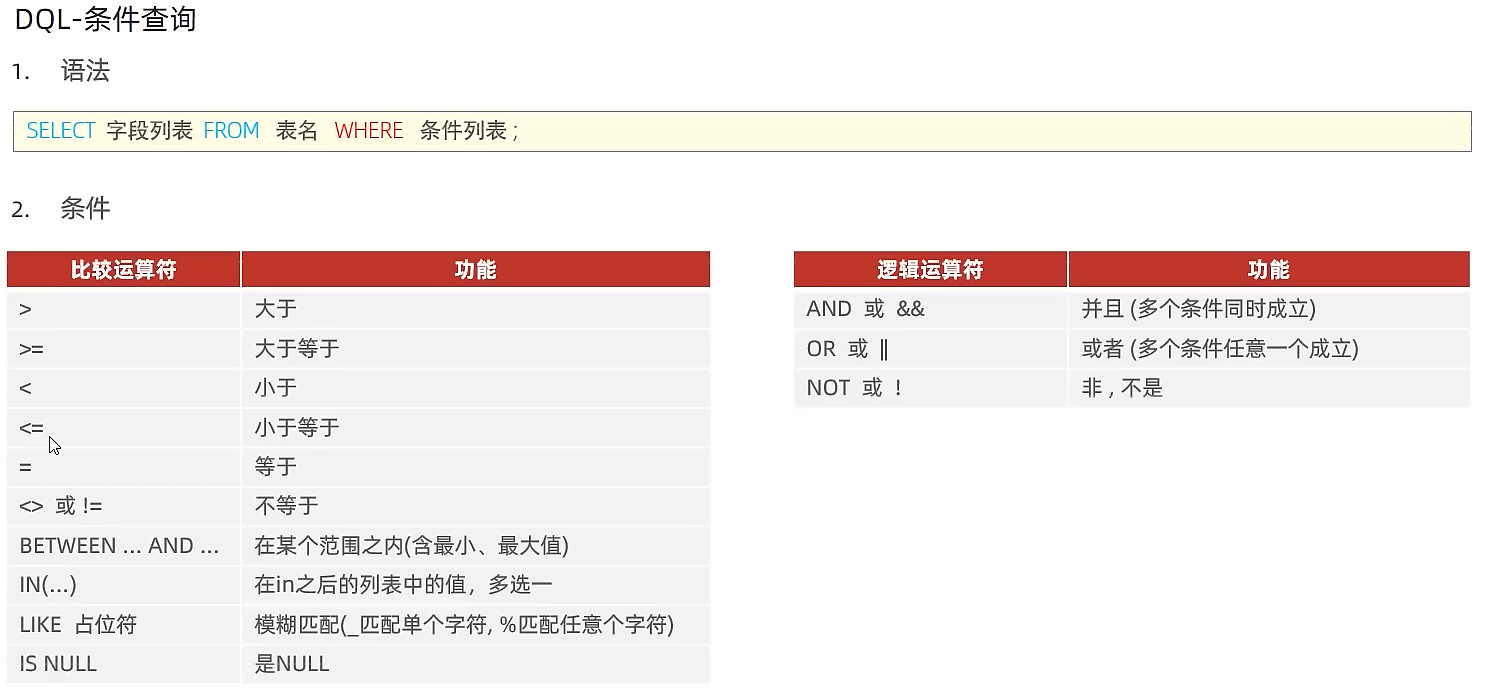 DQL-条件查询
1. 语法
SELECT 字段列表 FROM 表名 WHERE 条件列表 ;
2. 条件
比较运算符 功能
> 大于
>= 大于等于
< 小于
<= 小于等于
= 等于
<> 或 != 不等于
BETWEEN ... AND ... 在某个范围之内(含最小、最大值)
IN(...) 在in之后的列表中的值，多选一
LIKE 占位符 模糊匹配(_匹配单个字符, %匹配任意个字符)
IS NULL 是NULL
逻辑运算符 功能
AND 或 && 并且 (多个条件同时成立)
OR 或 || 或者 (多个条件任意一个成立)
NOT 或 ! 非 , 不是